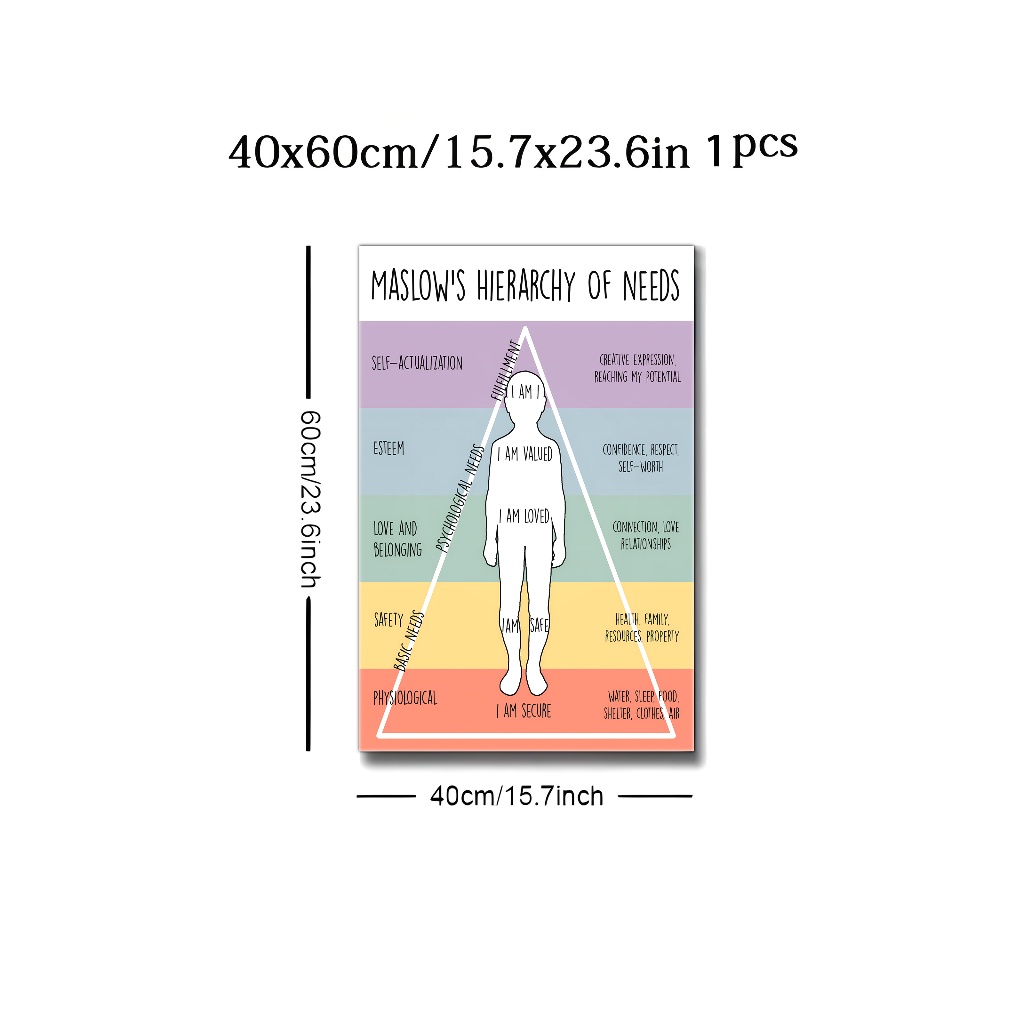 40x60cm/15.7x23.6in 1pcs
MASLOW'S HIERARCHY OF NEEDS
SELF-ACTUALIZATION
FULFILLMENT
I AM I
CREATIVE EXPRESSION,
REACHING MY POTENTIAL
ESTEEM
PSYCHOLOGICAL NEEDS
I AM VALUED
CONFIDENCE, RESPECT,
SELF-WORTH
LOVE AND
BELONGING
I AM LOVED
CONNECTION, LOVE
RELATIONSHIPS
SAFETY
BASIC NEEDS
I AM SAFE
HEALTH, FAMILY,
RESOURCES, PROPERTY
PHYSIOLOGICAL
I AM SECURE
WATER, SLEEP, FOOD,
SHELTER, CLOTHES, AIR
60cm/23.6inch
40cm/15.7inch